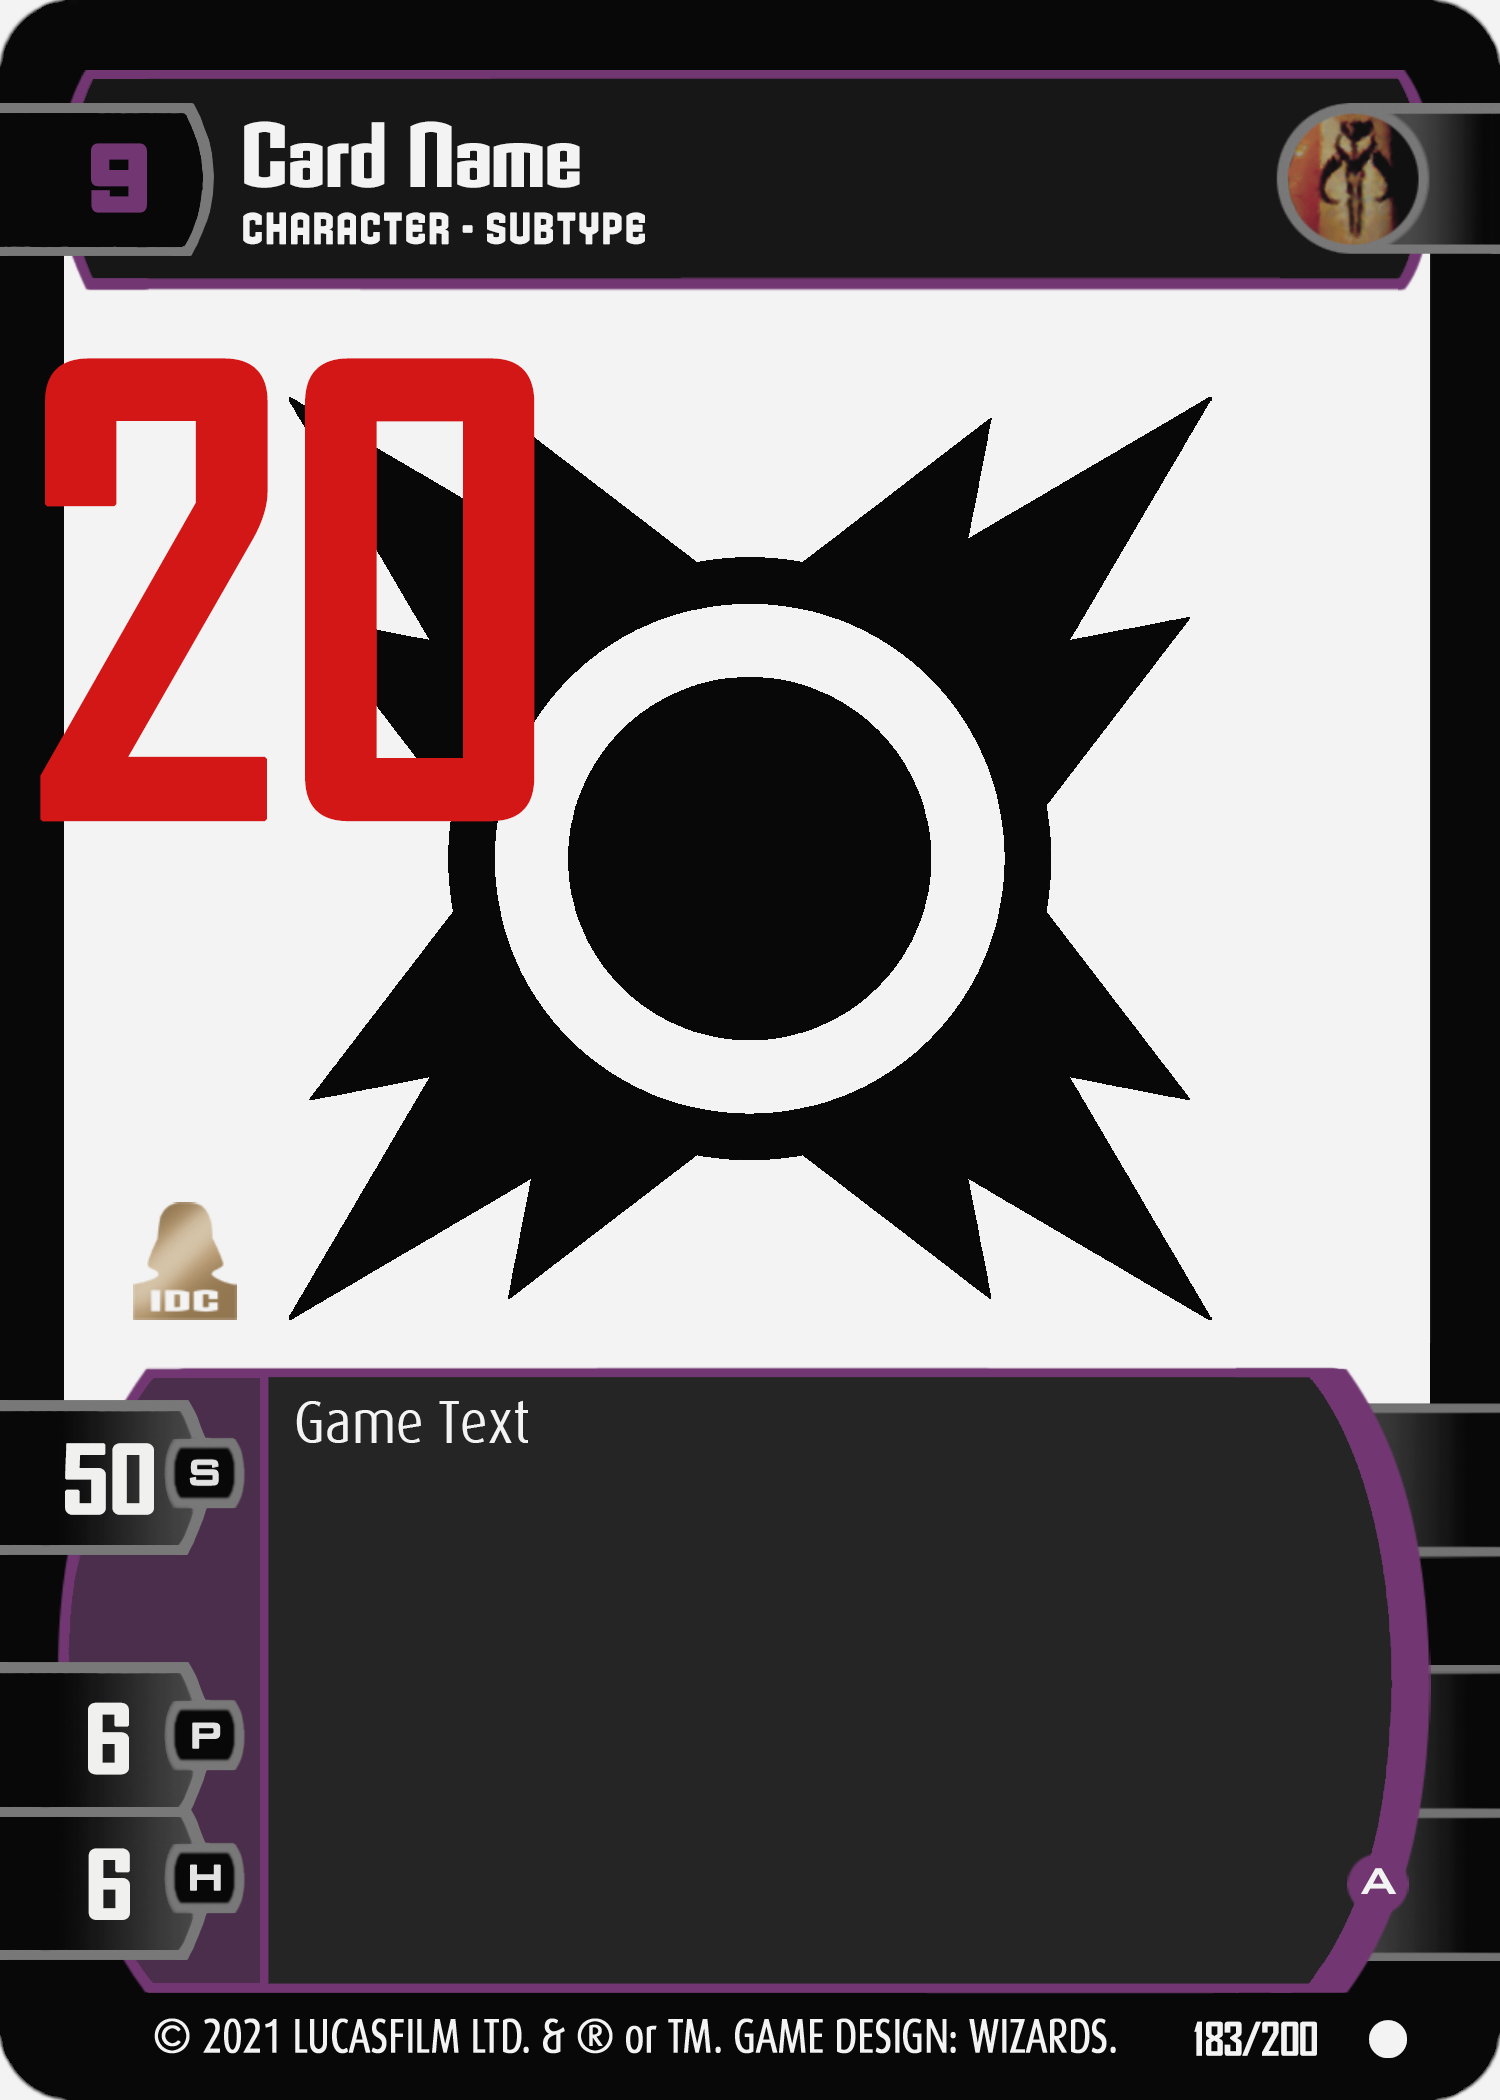 9
Card Name
CHARACTER - SUBTYPE
20
IDC
Game Text
50 S
6 P
6 H
A
© 2021 LUCASFILM LTD. & ® or TM. GAME DESIGN: WIZARDS.
183/200